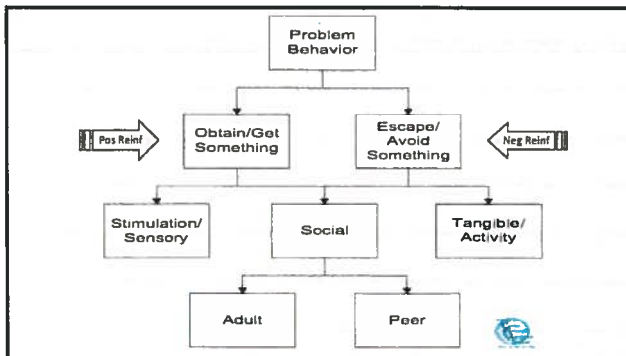 Problem
Behavior
Pos Reinf
Obtain/Get
Something
Escape/
Avoid
Something
Neg Reinf
Stimulation/
Sensory
Social
Tangible/
Activity
Adult
Peer